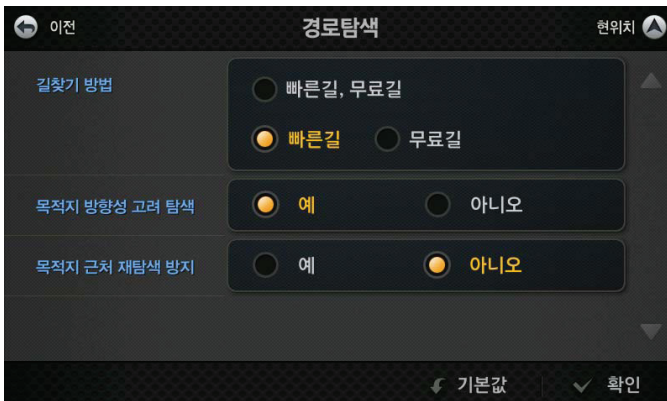 이전 경로탐색 현위치
길찾기 방법 빠른길, 무료길
빠른길 무료길
목적지 방향성 고려 탐색 예 아니오
목적지 근처 재탐색 방지 예 아니오
기본값 확인